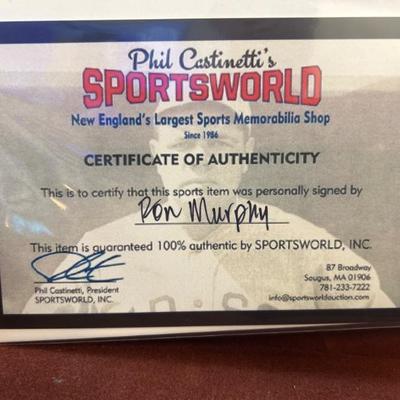 Phil Castinetti's
SPORTSWORLD
New England's Largest Sports Memorabilia Shop
Since 1986
CERTIFICATE OF AUTHENTICITY
This is to certify that this sports item was personally signed by
Don Murphy
This item is guaranteed 100% authentic by SPORTSWORLD, INC.
Phil Castinetti, President
SPORTSWORLD, INC.
87 Broadway
Saugus, MA 01906
781-233-7222
info@sportsworldauction.com